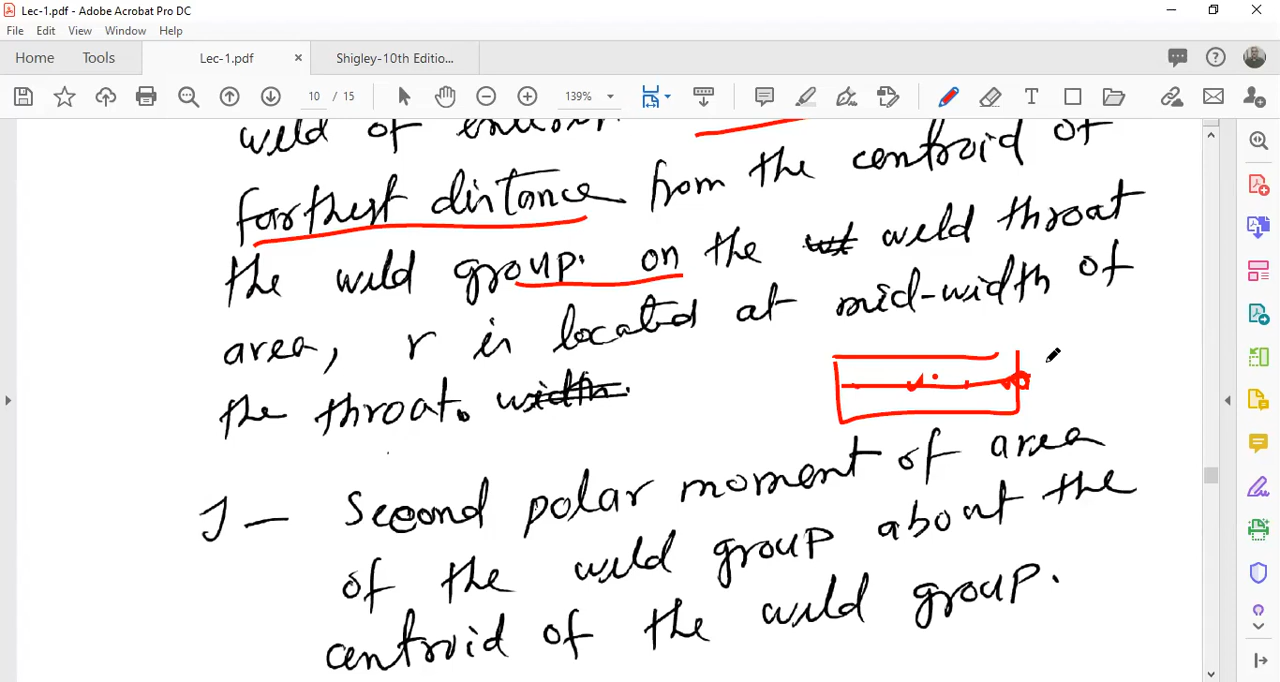 Lec-1.pdf - Adobe Acrobat Pro DC
File Edit View Window Help
Home Tools Lec-1.pdf × Shigley-10th Editio...
10 / 15 139%
weld of
farthest distance from the centroid of
the weld group. on the weld throat
area, r is located at mid-width of
the throat. width.
J — Second polar moment of area
of the weld group about the
centroid of the weld group.